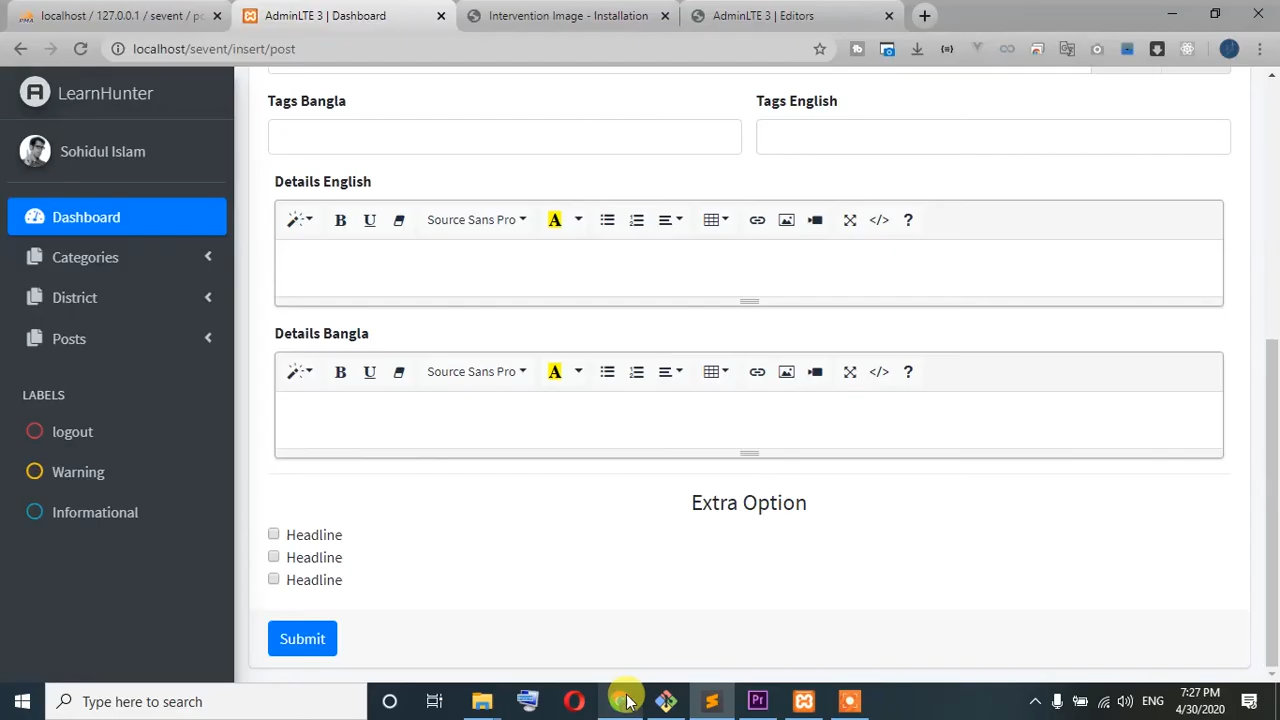 localhost / 127.0.0.1 / sevent / pc
AdminLTE 3 | Dashboard
Intervention Image - Installation
AdminLTE 3 | Editors
localhost/sevent/insert/post
LearnHunter
Sohidul Islam
Dashboard
Categories
District
Posts
LABELS
logout
Warning
Informational
Tags Bangla
Tags English
Details English
B U Source Sans Pro A </> ?
Details Bangla
B U Source Sans Pro A </> ?
Extra Option
Headline
Headline
Headline
Submit
Type here to search
Pr
ENG
7:27 PM
4/30/2020